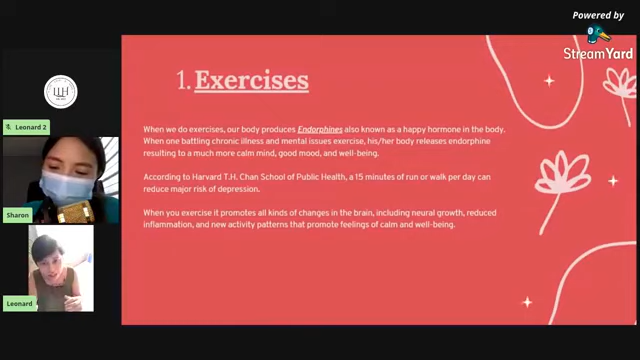 Powered by
StreamYard
1. Exercises
When we do exercises, our body produces Endorphines also known as a happy hormone in the body.
When one battling chronic illness and mental issues exercise, his/her body releases endorphine
resulting to a much more calm mind, good mood, and well-being.
According to Harvard T.H. Chan School of Public Health, a 15 minutes of run or walk per day can
reduce major risk of depression.
When you exercise it promotes all kinds of changes in the brain, including neural growth, reduced
inflammation, and new activity patterns that promote feelings of calm and well-being.
Leonard 2
Sharon
Leonard